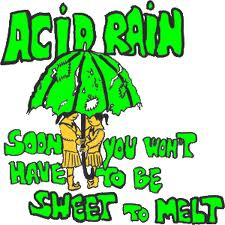 ACID RAIN
SOON YOU WON'T
HAVE TO BE
SWEET TO MELT